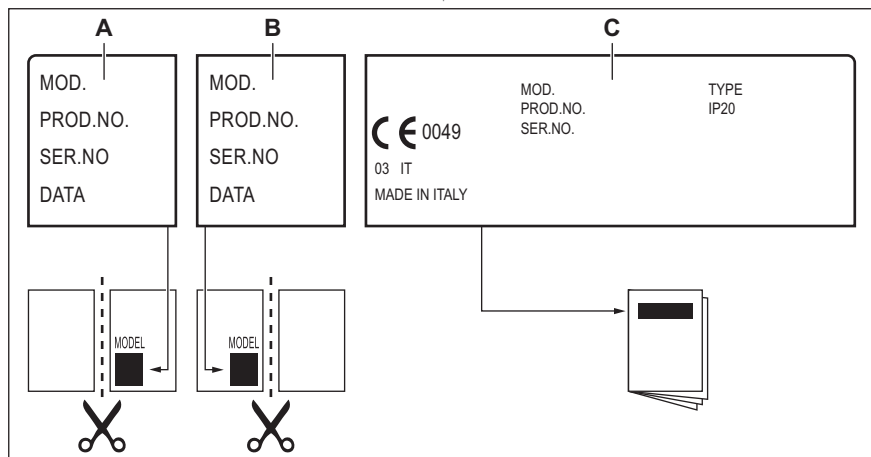 A
B
C
MOD.
PROD.NO.
SER.NO
DATA
MOD.
PROD.NO.
SER.NO
DATA
MOD.
PROD.NO.
SER.NO.
TYPE
IP20
CE 0049
03 IT
MADE IN ITALY
MODEL
MODEL